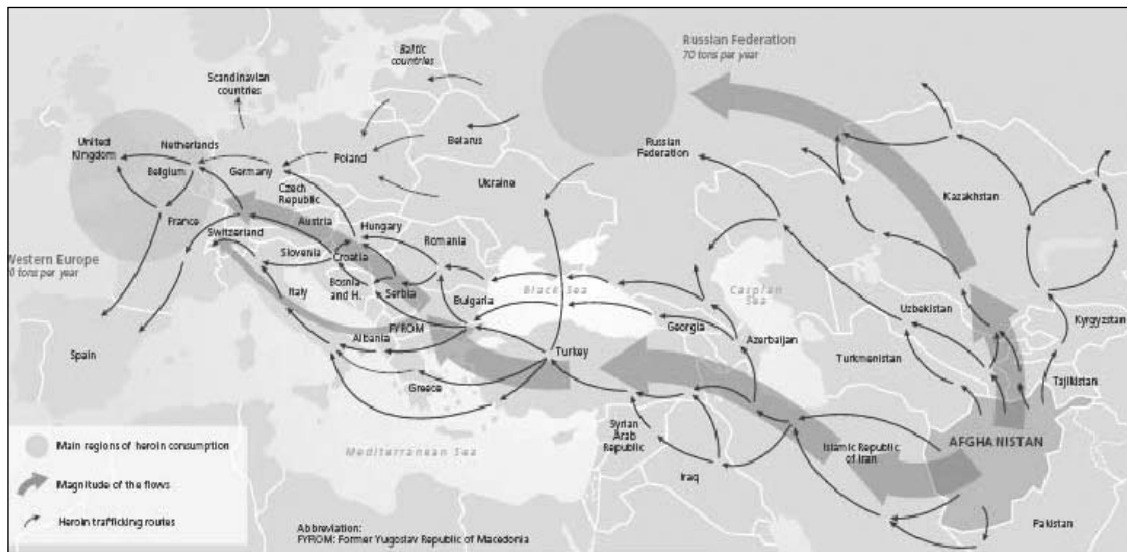 Russian Federation
70 tons per year
Baltic
countries
Scandinavian
countries
United
Kingdom
Netherlands
Belgium
Germany
Poland
Belarus
Russian
Federation
Czech
Republic
Ukraine
Kazakhstan
France
Austria
Switzerland
Hungary
Romania
Slovenia
Croatia
Western Europe
tons per year
Italy
Bosnia
and H.
Serbia
Bulgaria
Black Sea
Caspian
Sea
Georgia
Uzbekistan
Kyrgyzstan
Albania
FYROM
Azerbaijan
Spain
Turkey
Turkmenistan
Tajikistan
Greece
Syrian
Arab
Republic
Islamic Republic
of Iran
AFGHANISTAN
Mediterranean Sea
Iraq
Pakistan
Main regions of heroin consumption
Magnitude of the flows
Heroin trafficking routes
Abbreviation:
FYROM: Former Yugoslav Republic of Macedonia